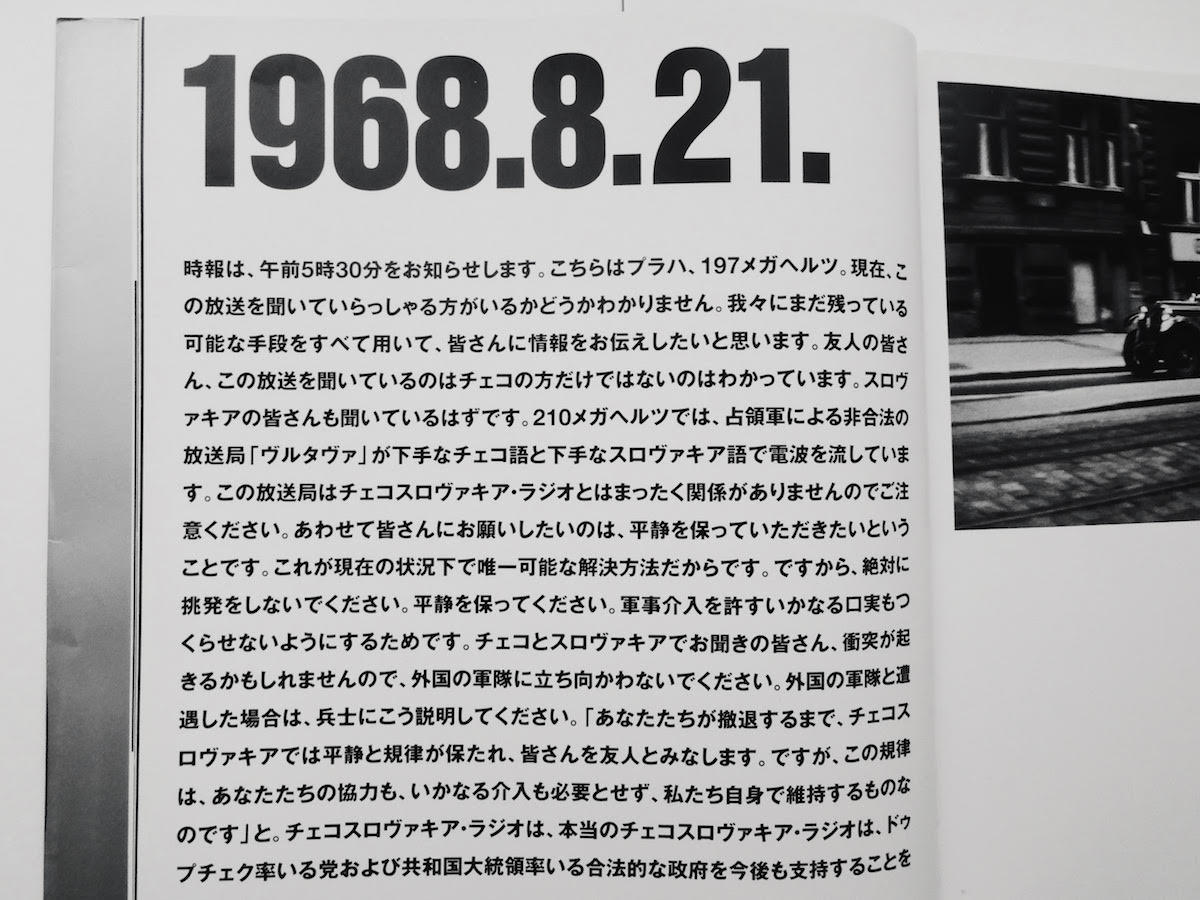 1968.8.21.
時報は、午前5時30分をお知らせします。こちらはプラハ、197メガヘルツ。現在、こ
の放送を聞いていらっしゃる方がいるかどうかわかりません。我々にまだ残っている
可能な手段をすべて用いて、皆さんに情報をお伝えしたいと思います。友人の皆さ
ん、この放送を聞いているのはチェコの方だけではないのはわかっています。スロヴ
ァキアの皆さんも聞いているはずです。210メガヘルツでは、占領軍による非合法の
放送局「ヴルタヴァ」が下手なチェコ語と下手なスロヴァキア語で電波を流していま
す。この放送局はチェコスロヴァキア・ラジオとはまったく関係がありませんのでご注
意ください。あわせて皆さんにお願いしたいのは、平静を保っていただきたいという
ことです。これが現在の状況下で唯一可能な解決方法だからです。ですから、絶対に
挑発をしないでください。平静を保ってください。軍事介入を許すいかなる口実もつ
くらせないようにするためです。チェコとスロヴァキアでお聞きの皆さん、衝突が起
きるかもしれませんので、外国の軍隊に立ち向かわないでください。外国の軍隊と遭
遇した場合は、兵士にこう説明してください。「あなたたちが撤退するまで、チェコス
ロヴァキアでは平静と規律が保たれ、皆さんを友人とみなします。ですが、この規律
は、あなたたちの協力も、いかなる介入も必要とせず、私たち自身で維持するものな
のです」と。チェコスロヴァキア・ラジオは、本当のチェコスロヴァキア・ラジオは、ドゥ
プチェク率いる党および共和国大統領率いる合法的な政府を今後も支持することを